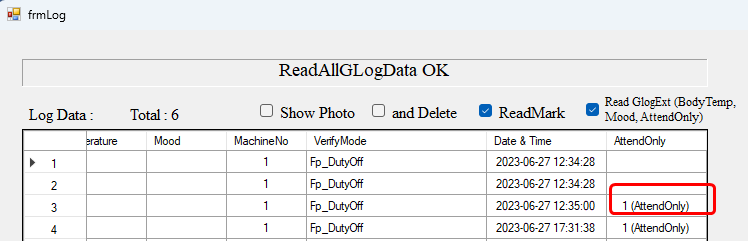 frmLog
ReadAllGLogData OK
Log Data : Total : 6 Show Photo and Delete ReadMark Read GlogExt (BodyTemp, Mood, AttendOnly)
erature Mood MachineNo VerifyMode Date & Time AttendOnly
1 1 Fp_DutyOff 2023-06-27 12:34:28
2 1 Fp_DutyOff 2023-06-27 12:34:28
3 1 Fp_DutyOff 2023-06-27 12:35:00 1 (AttendOnly)
4 1 Fp_DutyOff 2023-06-27 17:31:38 1 (AttendOnly)